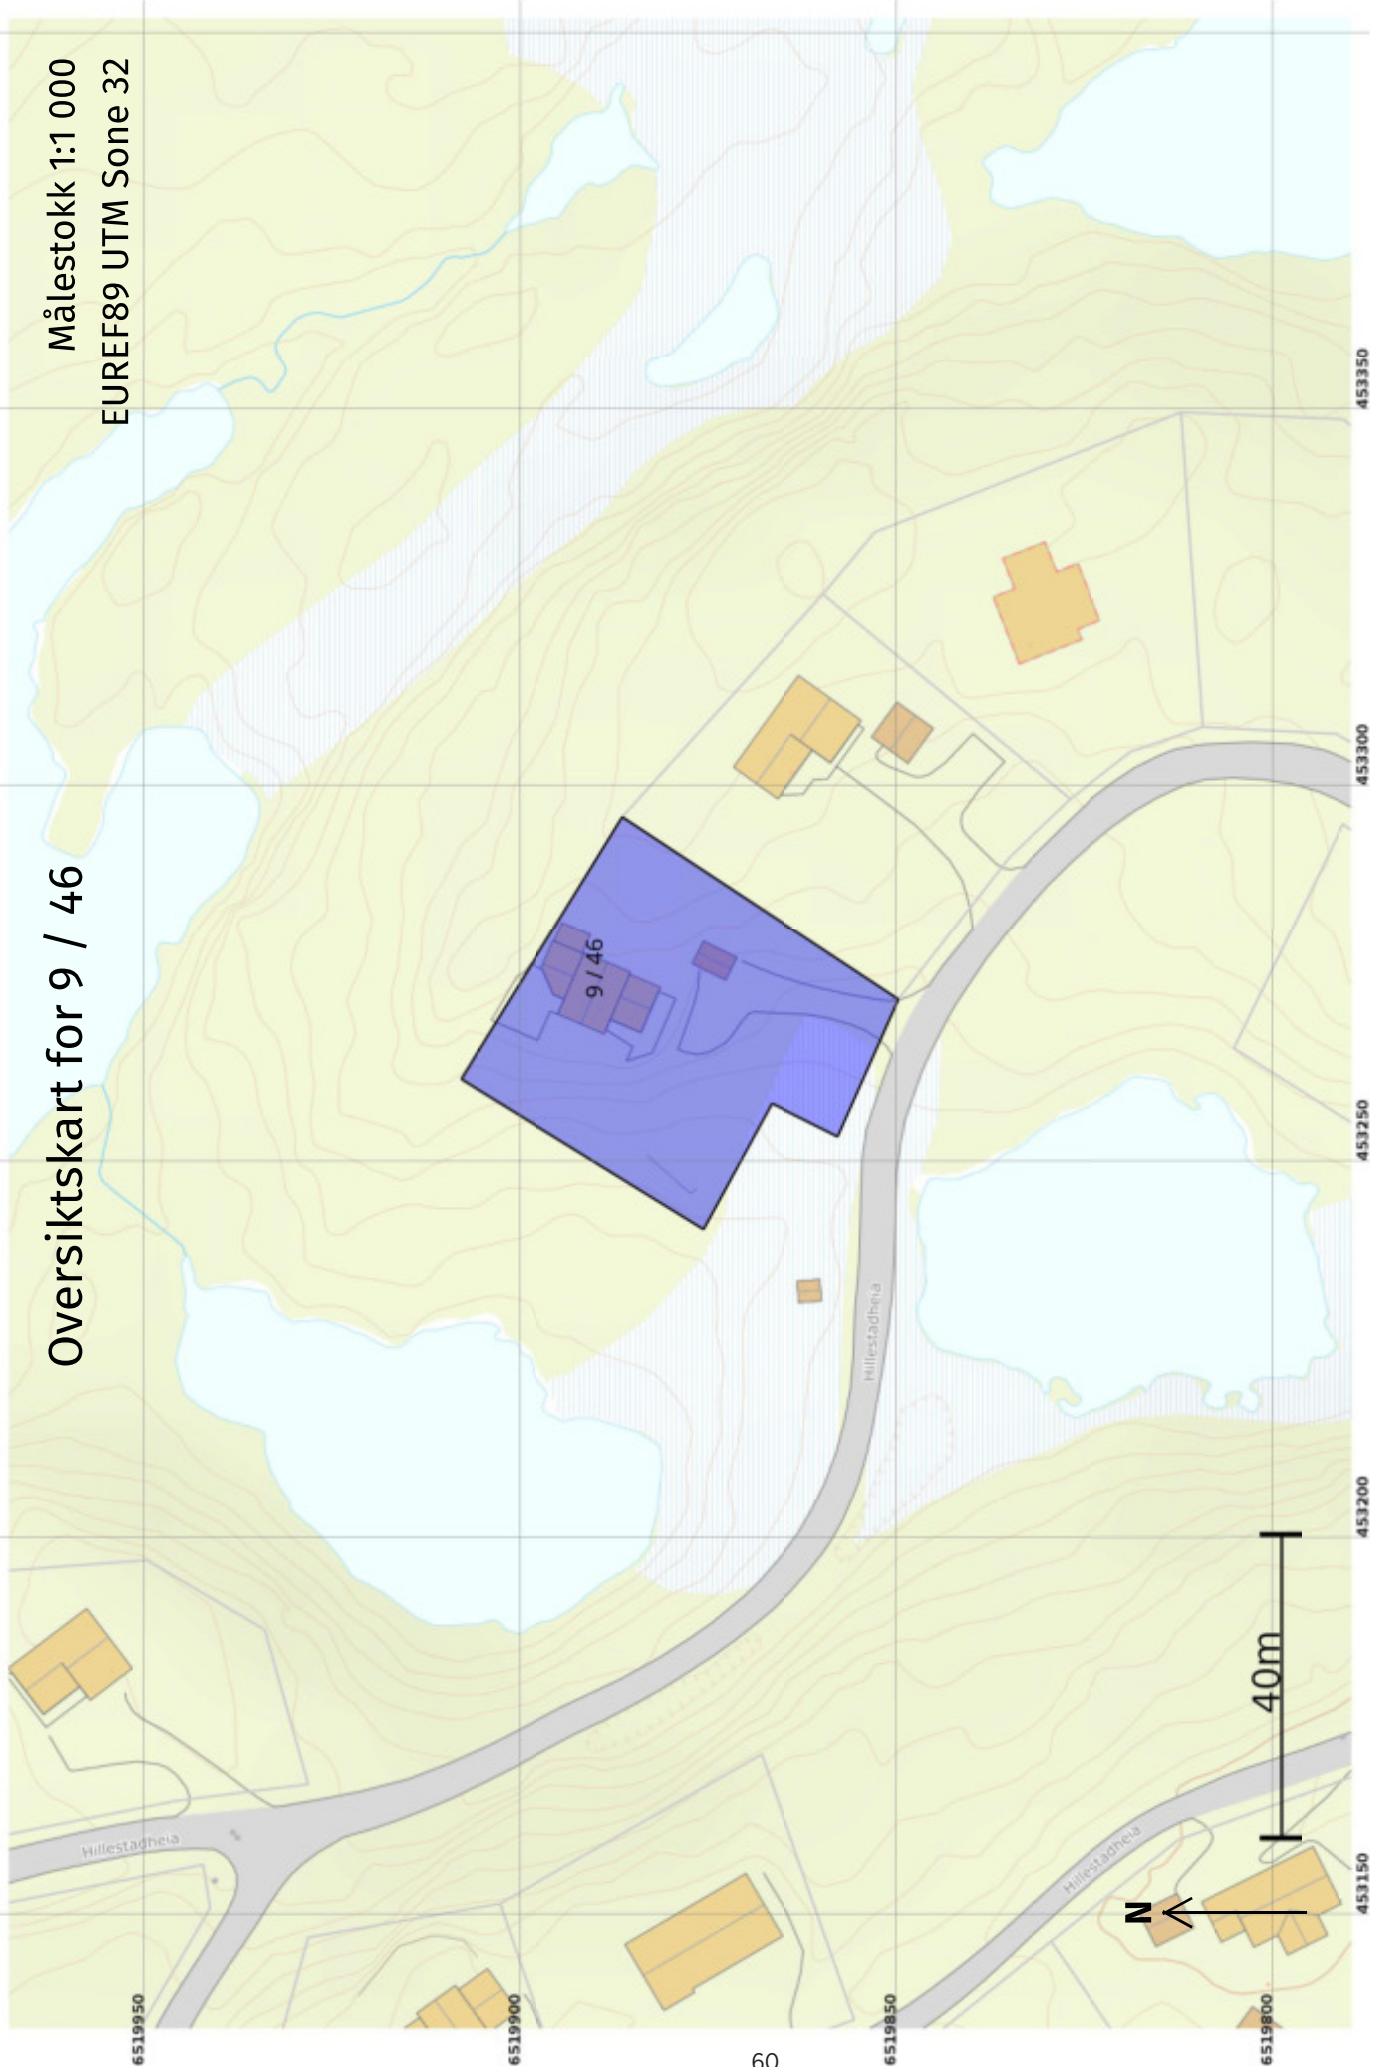 Oversiktskart for 9 / 46
Målestokk 1:1 000
EUREF89 UTM Sone 32
9 / 46
Hillestadheia
Hillestadheia
Hillestadheia
40m
N
6519950
6519900
6519850
6519800
453150
453200
453250
453300
453350
60